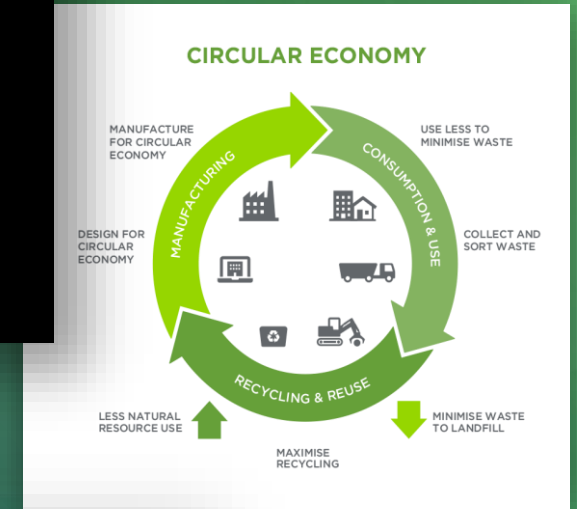 CIRCULAR ECONOMY
MANUFACTURE
FOR CIRCULAR
ECONOMY
USE LESS TO
MINIMISE WASTE
MANUFACTURING
CONSUMPTION & USE
DESIGN FOR
CIRCULAR
ECONOMY
COLLECT AND
SORT WASTE
RECYCLING & REUSE
LESS NATURAL
RESOURCE USE
MINIMISE WASTE
TO LANDFILL
MAXIMISE
RECYCLING